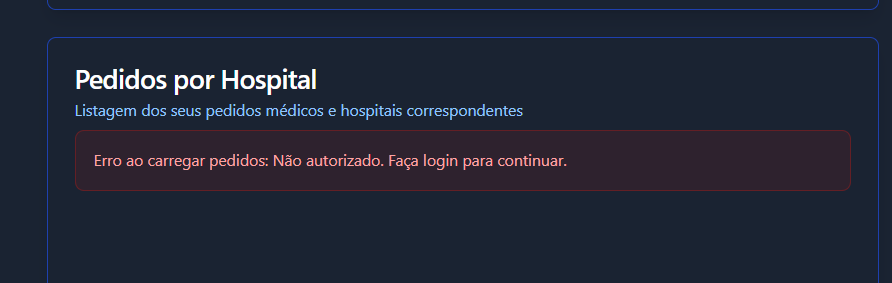 Pedidos por Hospital
Listagem dos seus pedidos médicos e hospitais correspondentes
Erro ao carregar pedidos: Não autorizado. Faça login para continuar.